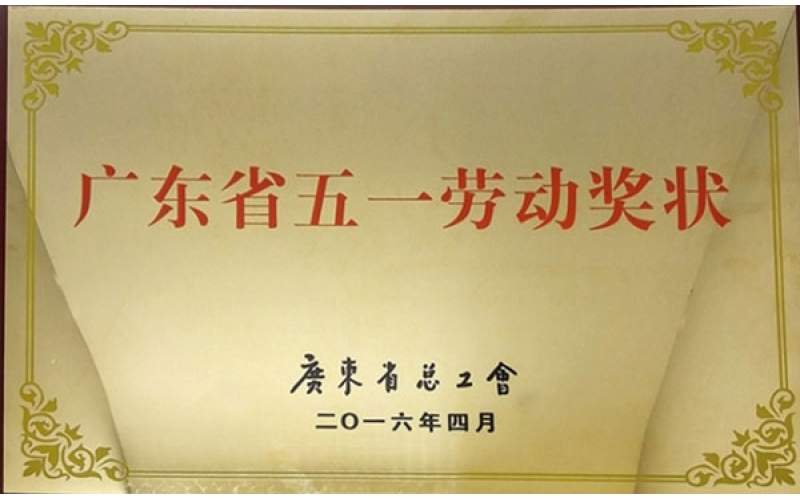 广东省五一劳动奖状
廣東省总工會
二〇一六年四月